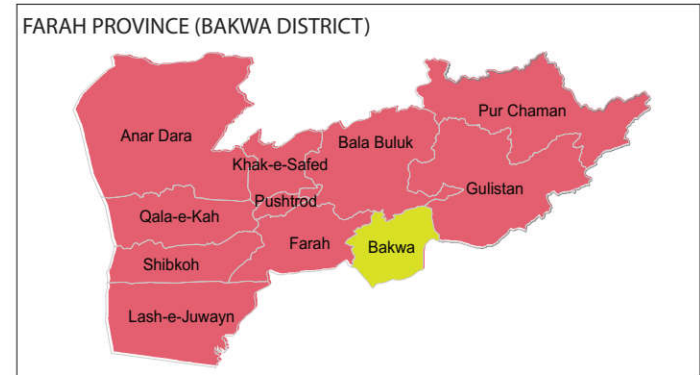 FARAH PROVINCE (BAKWA DISTRICT)
Pur Chaman
Anar Dara
Bala Buluk
Khak-e-Safed
Gulistan
Pushtrod
Qala-e-Kah
Farah
Bakwa
Shibkoh
Lash-e-Juwayn